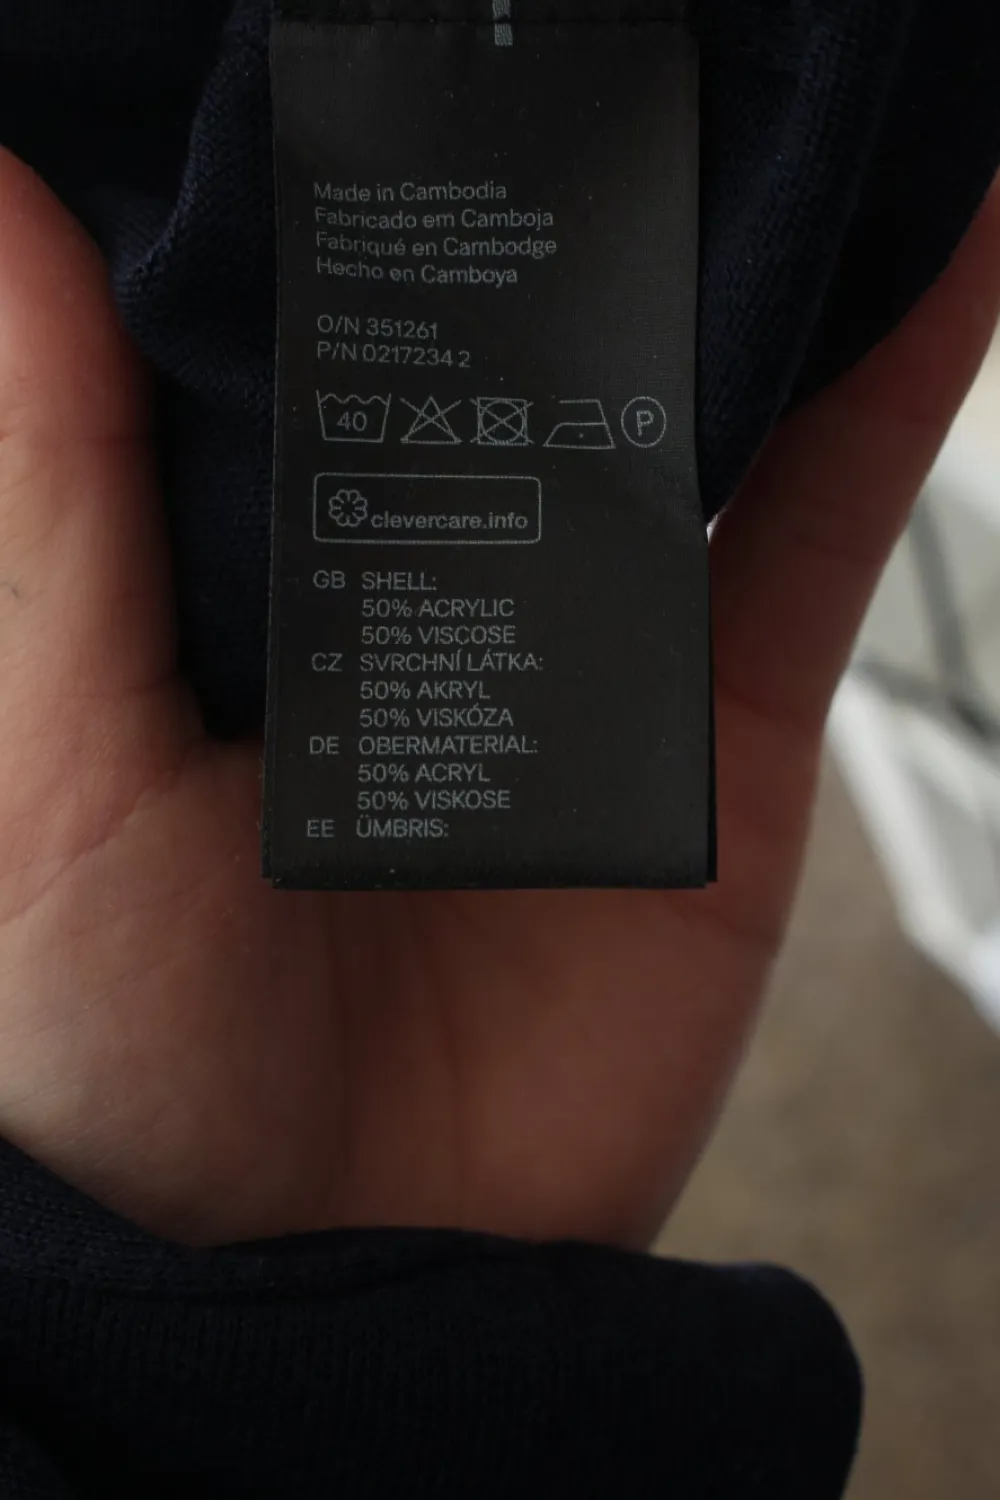 Made in Cambodia
Fabricado em Camboja
Fabriqué en Cambodge
Hecho en Camboya
O/N 351261
P/N 0217234 2
40 P
clevercare.info
GB SHELL:
50% ACRYLIC
50% VISCOSE
CZ SVRCHNÍ LÁTKA:
50% AKRYL
50% VISKÓZA
DE OBERMATERIAL:
50% ACRYL
50% VISKOSE
EE ÜMBRIS: